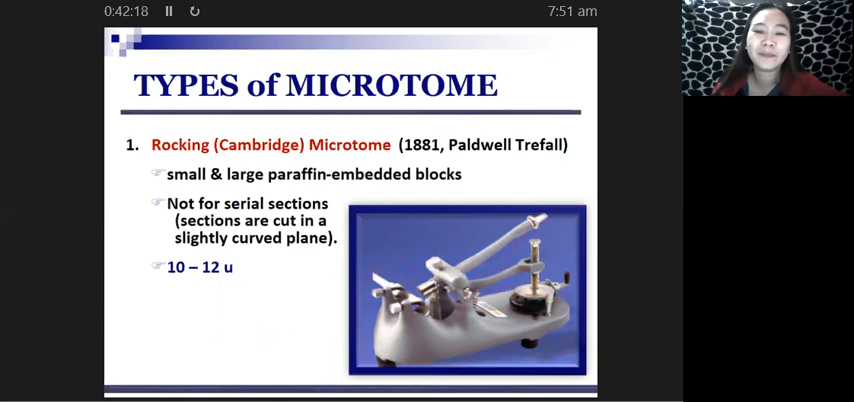 0:42:18
7:51 am
TYPES of MICROTOME
1. Rocking (Cambridge) Microtome (1881, Paldwell Trefall)
small & large paraffin-embedded blocks
Not for serial sections
(sections are cut in a
slightly curved plane).
10 – 12 u